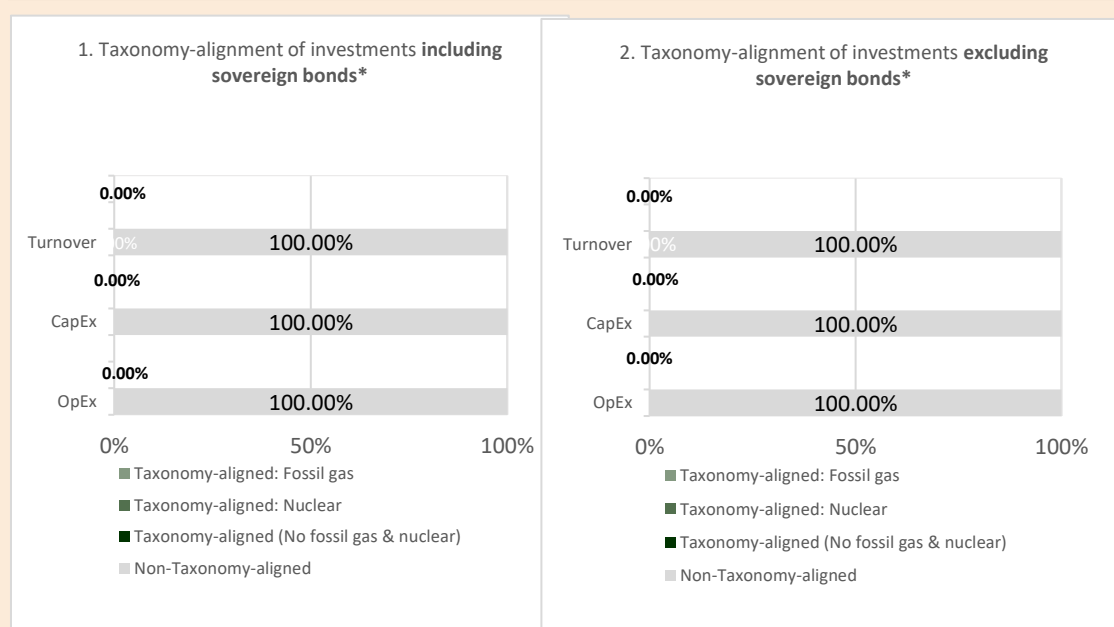 1. Taxonomy-alignment of investments including
sovereign bonds*
0.00%
Turnover 100.00%
0.00%
CapEx 100.00%
0.00%
OpEx 100.00%
0% 50% 100%
Taxonomy-aligned: Fossil gas
Taxonomy-aligned: Nuclear
Taxonomy-aligned (No fossil gas & nuclear)
Non-Taxonomy-aligned
2. Taxonomy-alignment of investments excluding
sovereign bonds*
0.00%
Turnover 0% 100.00%
0.00%
CapEx 100.00%
0.00%
OpEx 100.00%
0% 50% 100%
Taxonomy-aligned: Fossil gas
Taxonomy-aligned: Nuclear
Taxonomy-aligned (No fossil gas & nuclear)
Non-Taxonomy-aligned